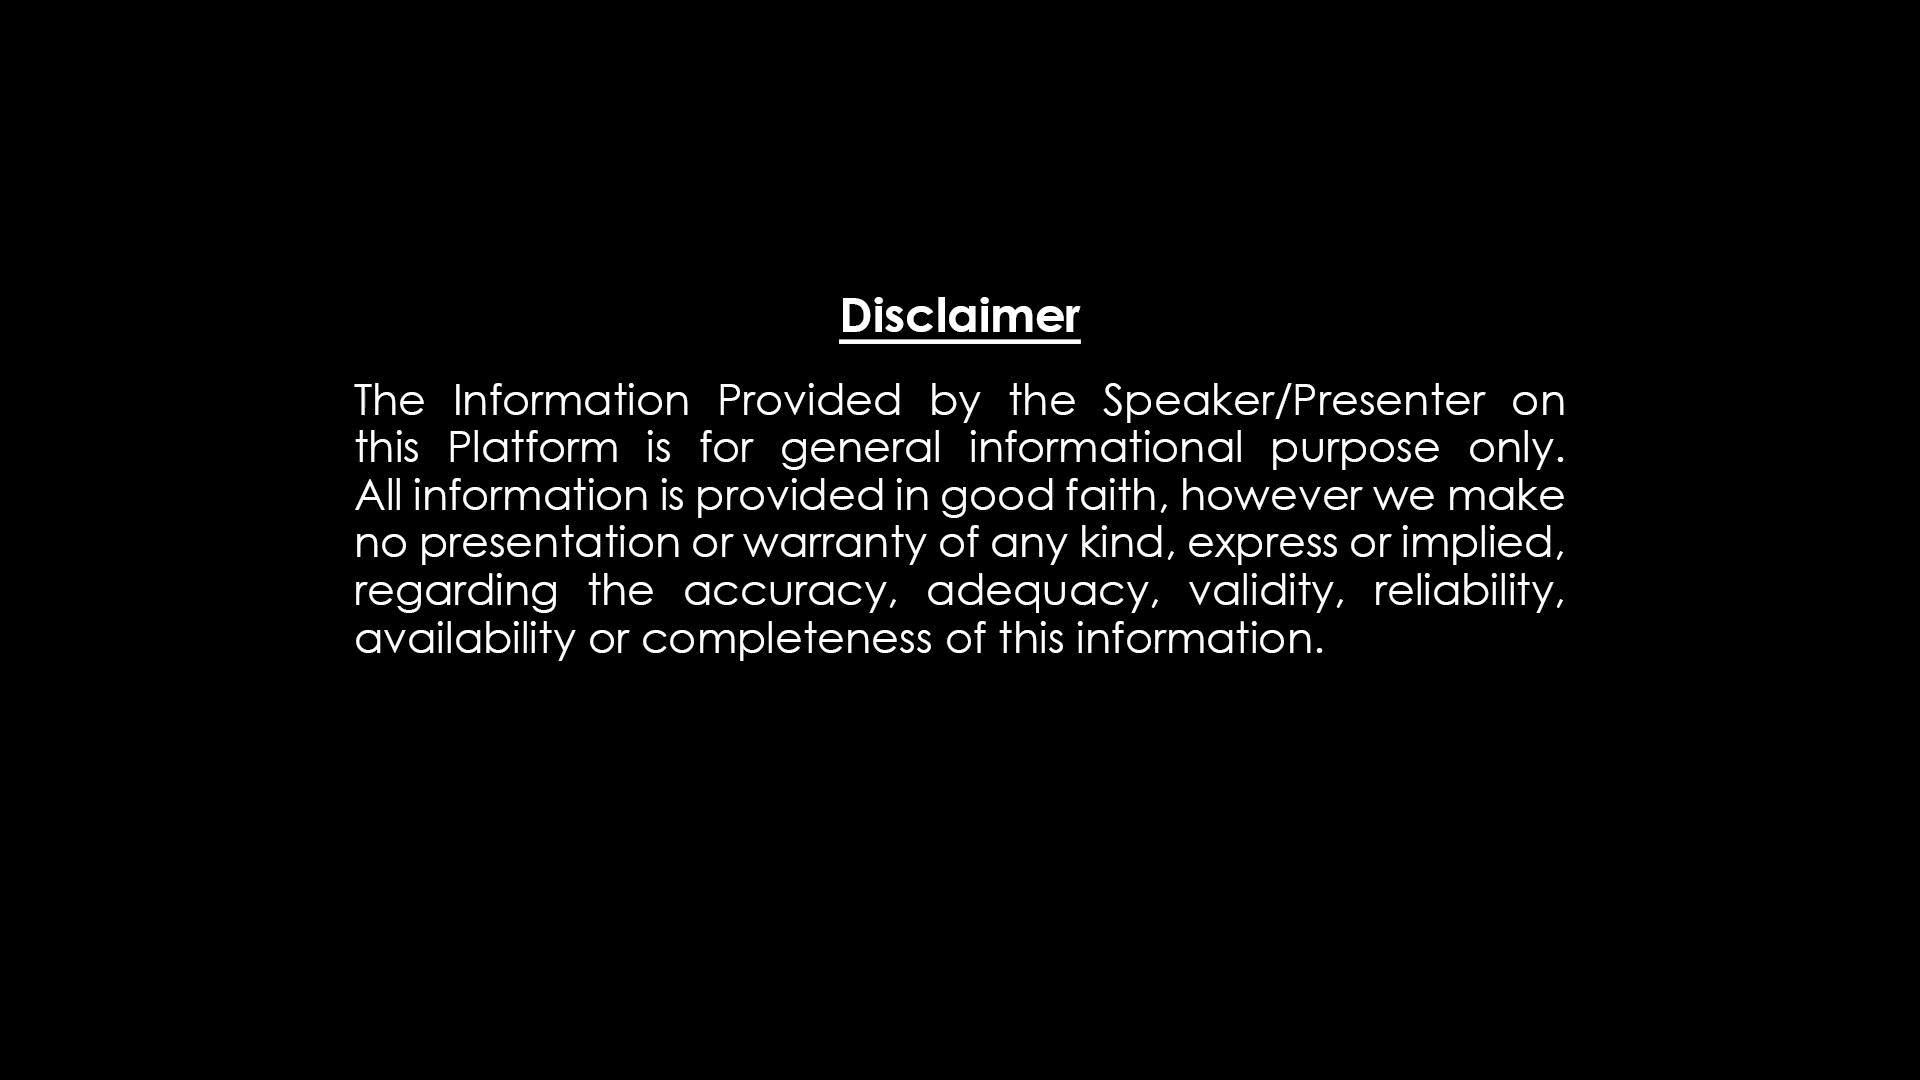 Disclaimer
The Information Provided by the Speaker/Presenter on
this Platform is for general informational purpose only.
All information is provided in good faith, however we make
no presentation or warranty of any kind, express or implied,
regarding the accuracy, adequacy, validity, reliability,
availability or completeness of this information.